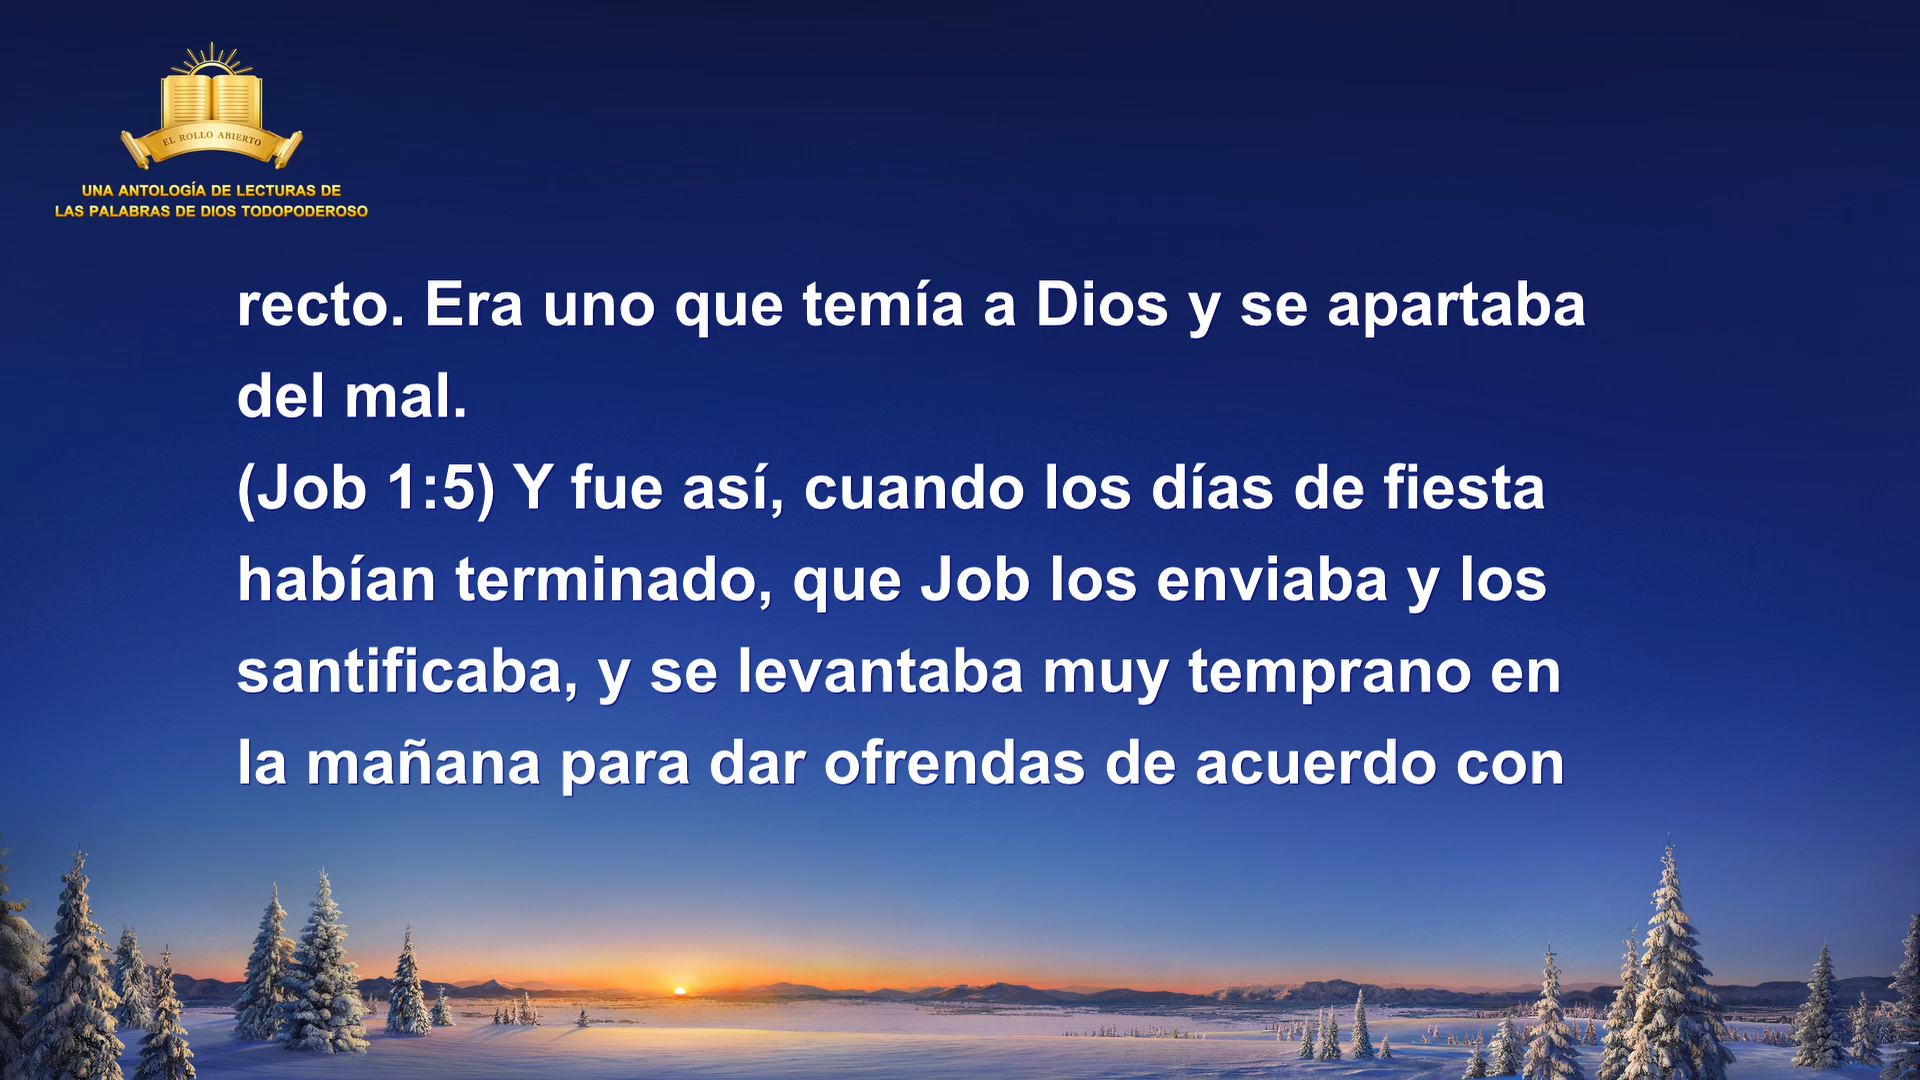 EL ROLLO ABIERTO
UNA ANTOLOGÍA DE LECTURAS DE
LAS PALABRAS DE DIOS TODOPODEROSO
recto. Era uno que temía a Dios y se apartaba
del mal.
(Job 1:5) Y fue así, cuando los días de fiesta
habían terminado, que Job los enviaba y los
santificaba, y se levantaba muy temprano en
la mañana para dar ofrendas de acuerdo con